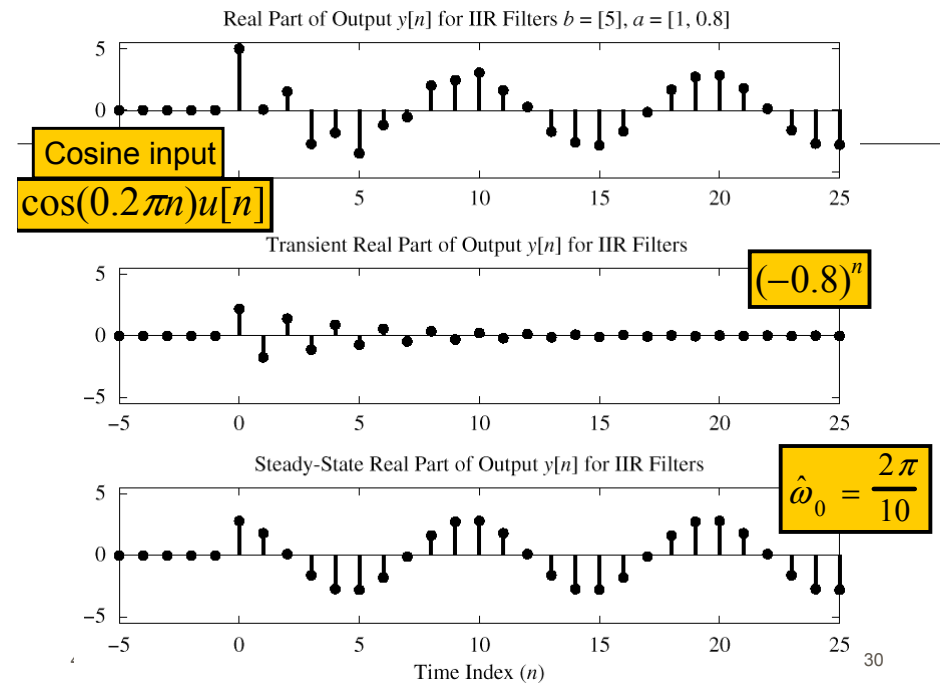 Real Part of Output y[n] for IIR Filters b = [5], a = [1, 0.8]
5
0
Cosine input
cos(0.2πn)u[n]
5 10 15 20 25
Transient Real Part of Output y[n] for IIR Filters
(−0.8)ⁿ
5
0
−5
−5 0 5 10 15 20 25
Steady-State Real Part of Output y[n] for IIR Filters
ω̂₀ = 2π/10
5
0
−5
−5 0 5 10 15 20 25
Time Index (n)
30